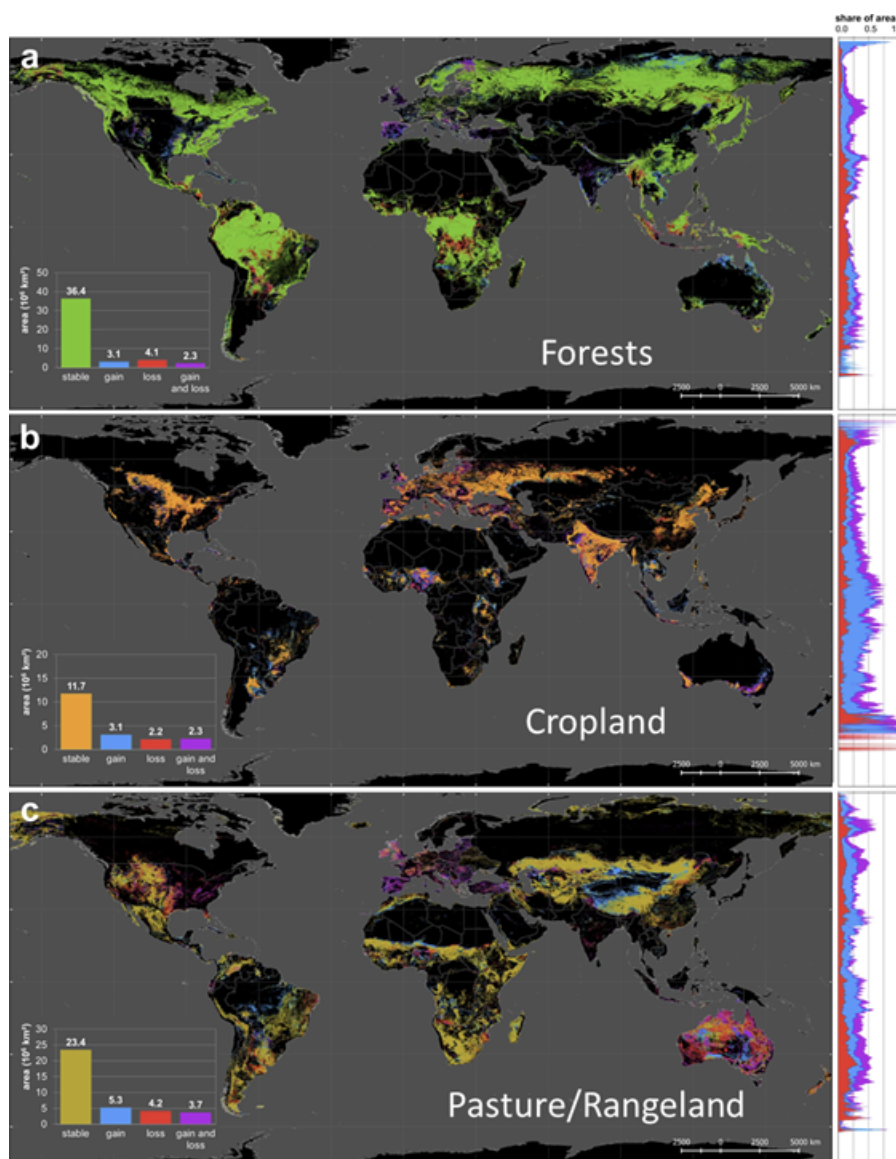 share of area
0.0 0.5 1
a
area (10⁶ km²)
50
40
30
20
10
0
36.4
3.1
4.1
2.3
stable gain loss gain and loss
Forests
2500 0 2500 5000 km
b
area (10⁶ km²)
20
15
10
5
0
11.7
3.1
2.2
2.3
stable gain loss gain and loss
Cropland
2500 0 2500 5000 km
c
area (10⁶ km²)
30
25
20
15
10
5
0
23.4
5.3
4.2
3.7
stable gain loss gain and loss
Pasture/Rangeland
2500 0 2500 5000 km